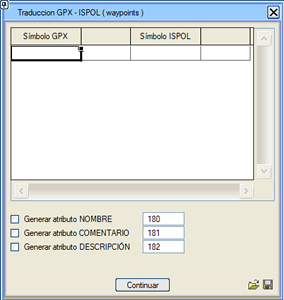 Traduccion GPX - ISPOL ( waypoints )
Símbolo GPX Símbolo ISPOL
Generar atributo NOMBRE 180
Generar atributo COMENTARIO 181
Generar atributo DESCRIPCIÓN 182
Continuar